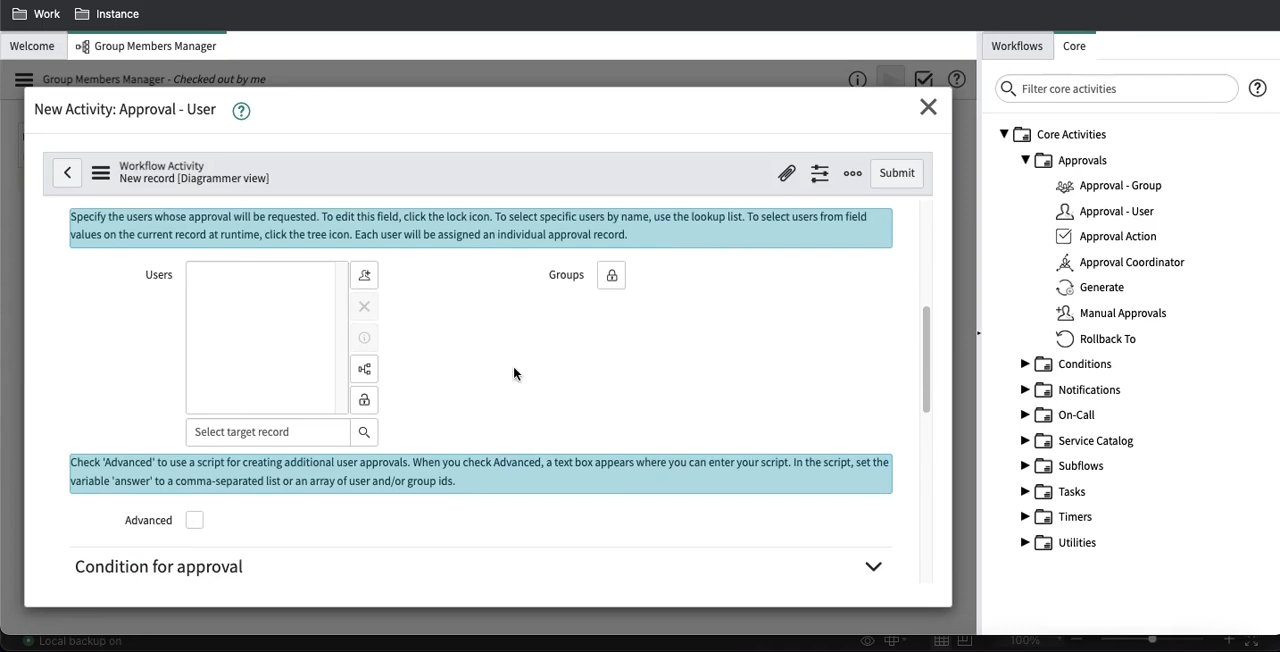 Work
Instance
Welcome
Group Members Manager
Workflows
Core
Group Members Manager - Checked out by me
Filter core activities
New Activity: Approval - User
Workflow Activity
New record [Diagrammer view]
Submit
Specify the users whose approval will be requested. To edit this field, click the lock icon. To select specific users by name, use the lookup list. To select users from field
values on the current record at runtime, click the tree icon. Each user will be assigned an individual approval record.
Users
Groups
Select target record
Check 'Advanced' to use a script for creating additional user approvals. When you check Advanced, a text box appears where you can enter your script. In the script, set the
variable 'answer' to a comma-separated list or an array of user and/or group ids.
Advanced
Condition for approval
Core Activities
Approvals
Approval - Group
Approval - User
Approval Action
Approval Coordinator
Generate
Manual Approvals
Rollback To
Conditions
Notifications
On-Call
Service Catalog
Subflows
Tasks
Timers
Utilities
Local backup on
100%